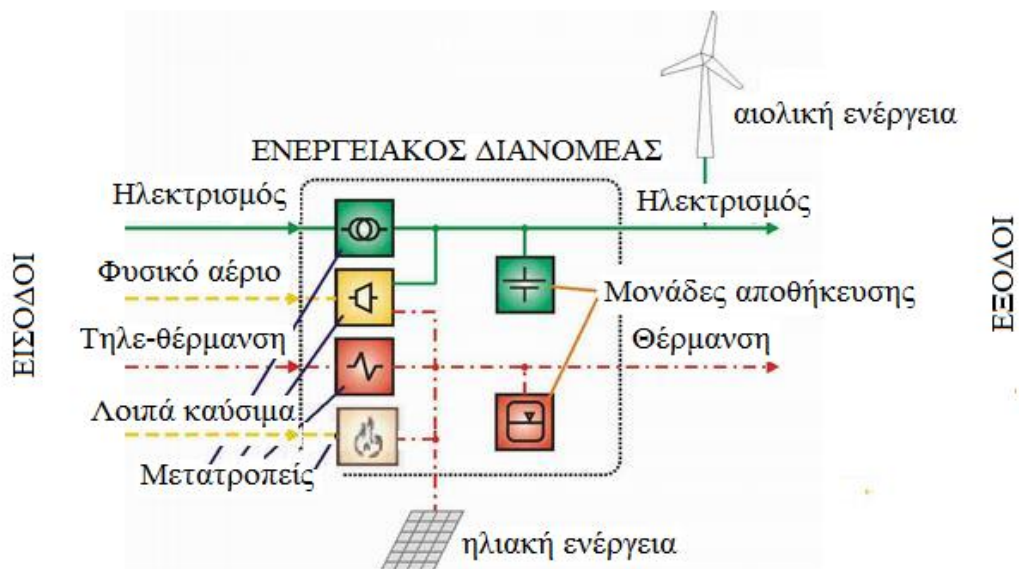 αιολική ενέργεια
ΕΝΕΡΓΕΙΑΚΟΣ ΔΙΑΝΟΜΕΑΣ
Ηλεκτρισμός
Ηλεκτρισμός
ΕΙΣΟΔΟΙ
Φυσικό αέριο
Μονάδες αποθήκευσης
ΕΞΟΔΟΙ
Τηλε-θέρμανση
Θέρμανση
Λοιπά καύσιμα
Μετατροπείς
ηλιακή ενέργεια